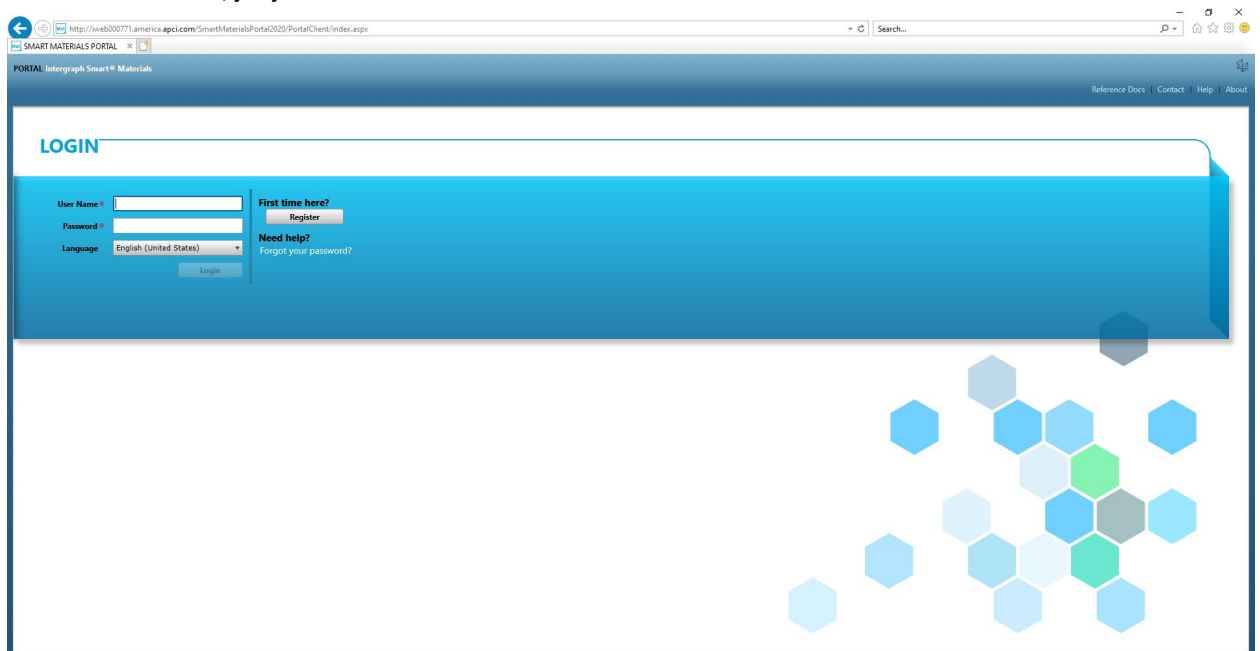 http://iweb000771.america.apci.com/SmartMaterialsPortal2020/PortalClient/index.aspx
Search...
SMART MATERIALS PORTAL
PORTAL Intergraph Smart® Materials
Reference Docs | Contact | Help | About
LOGIN
User Name*
Password*
Language English (United States)
Login
First time here?
Register
Need help?
Forgot your password?